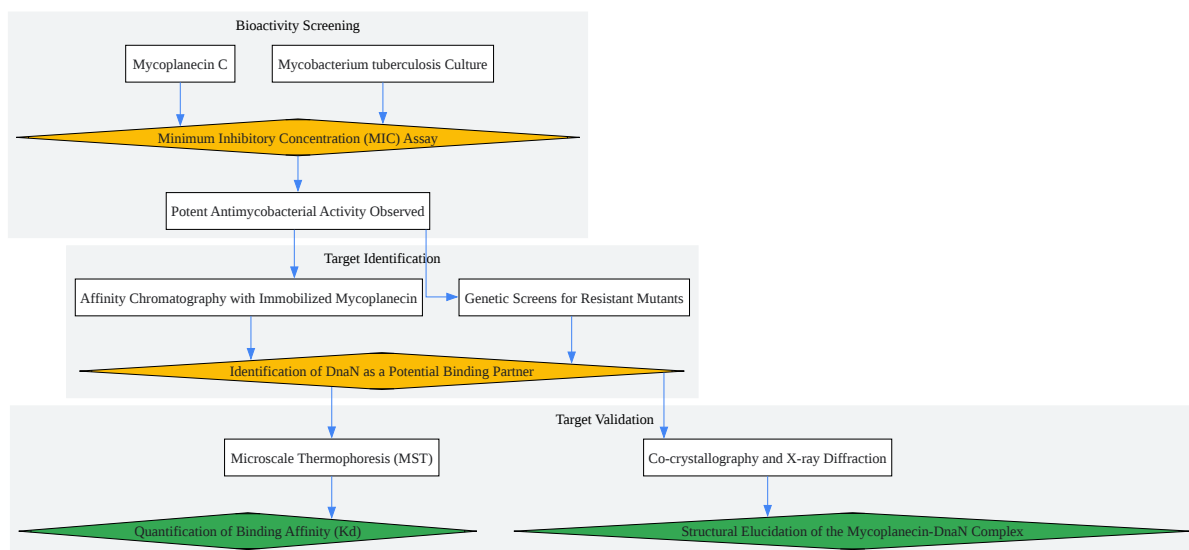 Bioactivity Screening
Mycoplanecin C
Mycobacterium tuberculosis Culture
Minimum Inhibitory Concentration (MIC) Assay
Potent Antimycobacterial Activity Observed
Target Identification
Affinity Chromatography with Immobilized Mycoplanecin
Genetic Screens for Resistant Mutants
Identification of DnaN as a Potential Binding Partner
Target Validation
Microscale Thermophoresis (MST)
Co-crystallography and X-ray Diffraction
Quantification of Binding Affinity (Kd)
Structural Elucidation of the Mycoplanecin-DnaN Complex